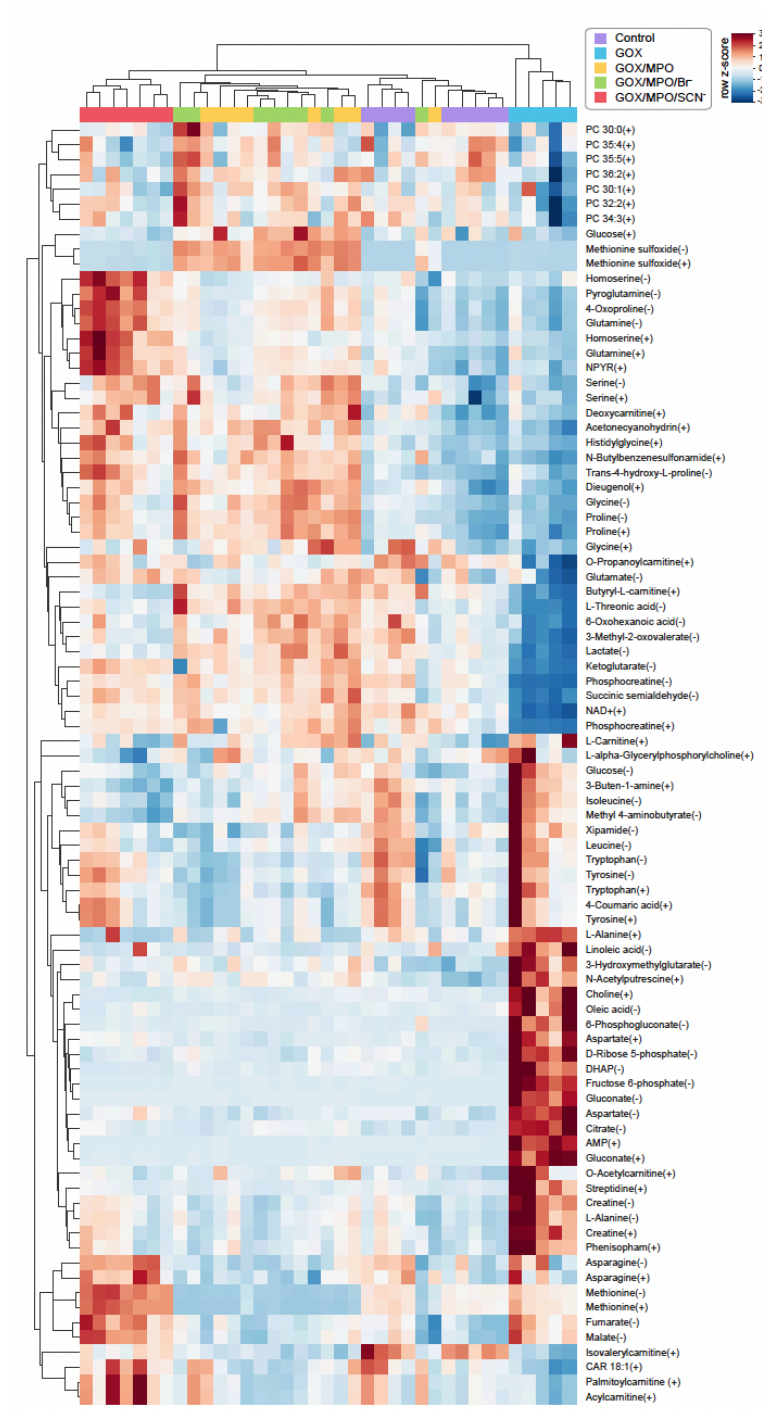 Control
GOX
GOX/MPO
GOX/MPO/Br⁻
GOX/MPO/SCN⁻
row z-score
3
2
1
0
PC 30:0(+)
PC 35:4(+)
PC 35:5(+)
PC 36:2(+)
PC 30:1(+)
PC 32:2(+)
PC 34:3(+)
Glucose(+)
Methionine sulfoxide(-)
Methionine sulfoxide(+)
Homoserine(-)
Pyroglutamine(-)
4-Oxoproline(-)
Glutamine(-)
Homoserine(+)
Glutamine(+)
NPYR(+)
Serine(-)
Serine(+)
Deoxycarnitine(+)
Acetonecyanohydrin(+)
Histidylglycine(+)
N-Butylbenzenesulfonamide(+)
Trans-4-hydroxy-L-proline(-)
Dieugenol(+)
Glycine(-)
Proline(-)
Proline(+)
Glycine(+)
O-Propanoylcarnitine(+)
Glutamate(-)
Butyryl-L-carnitine(+)
L-Threonic acid(-)
6-Oxohexanoic acid(-)
3-Methyl-2-oxovalerate(-)
Lactate(-)
Ketoglutarate(-)
Phosphocreatine(-)
Succinic semialdehyde(-)
NAD+(+)
Phosphocreatine(+)
L-Carnitine(+)
L-alpha-Glycerylphosphorylcholine(+)
Glucose(-)
3-Buten-1-amine(+)
Isoleucine(-)
Methyl 4-aminobutyrate(-)
Xipamide(-)
Leucine(-)
Tryptophan(-)
Tyrosine(-)
Tryptophan(+)
4-Coumaric acid(+)
Tyrosine(+)
L-Alanine(+)
Linoleic acid(-)
3-Hydroxymethylglutarate(-)
N-Acetylputrescine(+)
Choline(+)
Oleic acid(-)
6-Phosphogluconate(-)
Aspartate(+)
D-Ribose 5-phosphate(-)
DHAP(-)
Fructose 6-phosphate(-)
Gluconate(-)
Aspartate(-)
Citrate(-)
AMP(+)
Gluconate(+)
O-Acetylcarnitine(+)
Streptidine(+)
Creatine(-)
L-Alanine(-)
Creatine(+)
Phenisopham(+)
Asparagine(-)
Asparagine(+)
Methionine(-)
Methionine(+)
Fumarate(-)
Malate(-)
Isovalerylcarnitine(+)
CAR 18:1(+)
Palmitoylcarnitine (+)
Acylcarnitine(+)